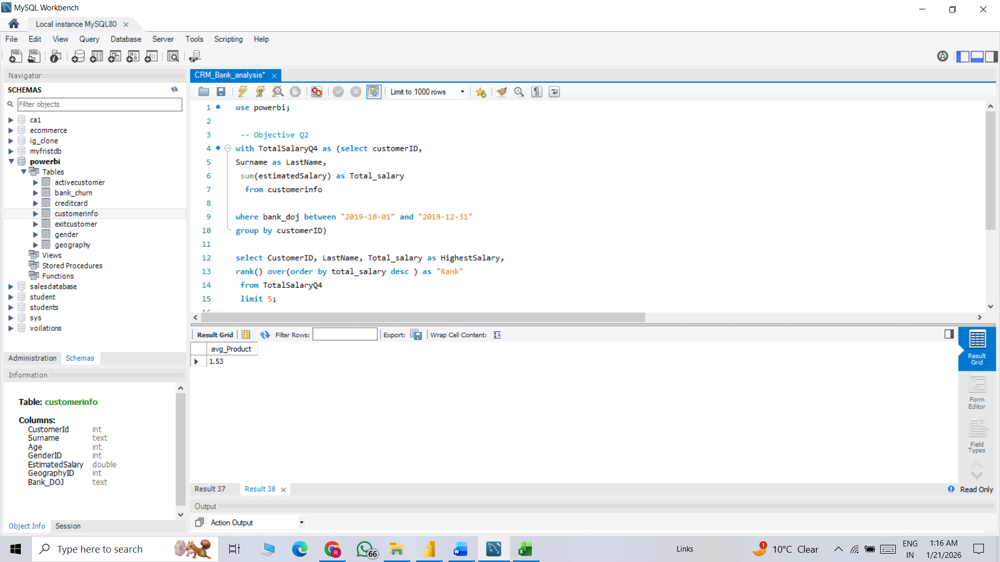 MySQL Workbench
Local instance MySQL80
File Edit View Query Database Server Tools Scripting Help
Navigator
SCHEMAS
Filter objects
ca1
ecommerce
ig_clone
myfristdb
powerbi
Tables
activecustomer
bank_churn
creditcard
customerinfo
exitcustomer
gender
geography
Views
Stored Procedures
Functions
salesdatabase
student
students
sys
voilations
Administration Schemas
Information
Table: customerinfo
Columns:
CustomerId int
Surname text
Age int
GenderID int
EstimatedSalary double
GeographyID int
Bank_DOJ text
Object Info Session
CRM_Bank_analysis*
Limit to 1000 rows
1 use powerbi;
2
3 -- Objective Q2
4 with TotalSalaryQ4 as (select customerID,
5 Surname as LastName,
6 sum(estimatedSalary) as Total_salary
7 from customerinfo
8
9 where bank_doj between "2019-10-01" and "2019-12-31"
10 group by customerID)
11
12 select CustomerID, LastName, Total_salary as HighestSalary,
13 rank() over(order by total_salary desc ) as "Rank"
14 from TotalSalaryQ4
15 limit 5;
Result Grid Filter Rows: Export: Wrap Cell Content:
avg_Product
1.53
Result Grid
Form Editor
Field Types
Result 37 Result 38
Read Only
Output
Action Output
Type here to search
66
Links
1
10°C Clear
ENG
IN
1:16 AM
1/21/2026